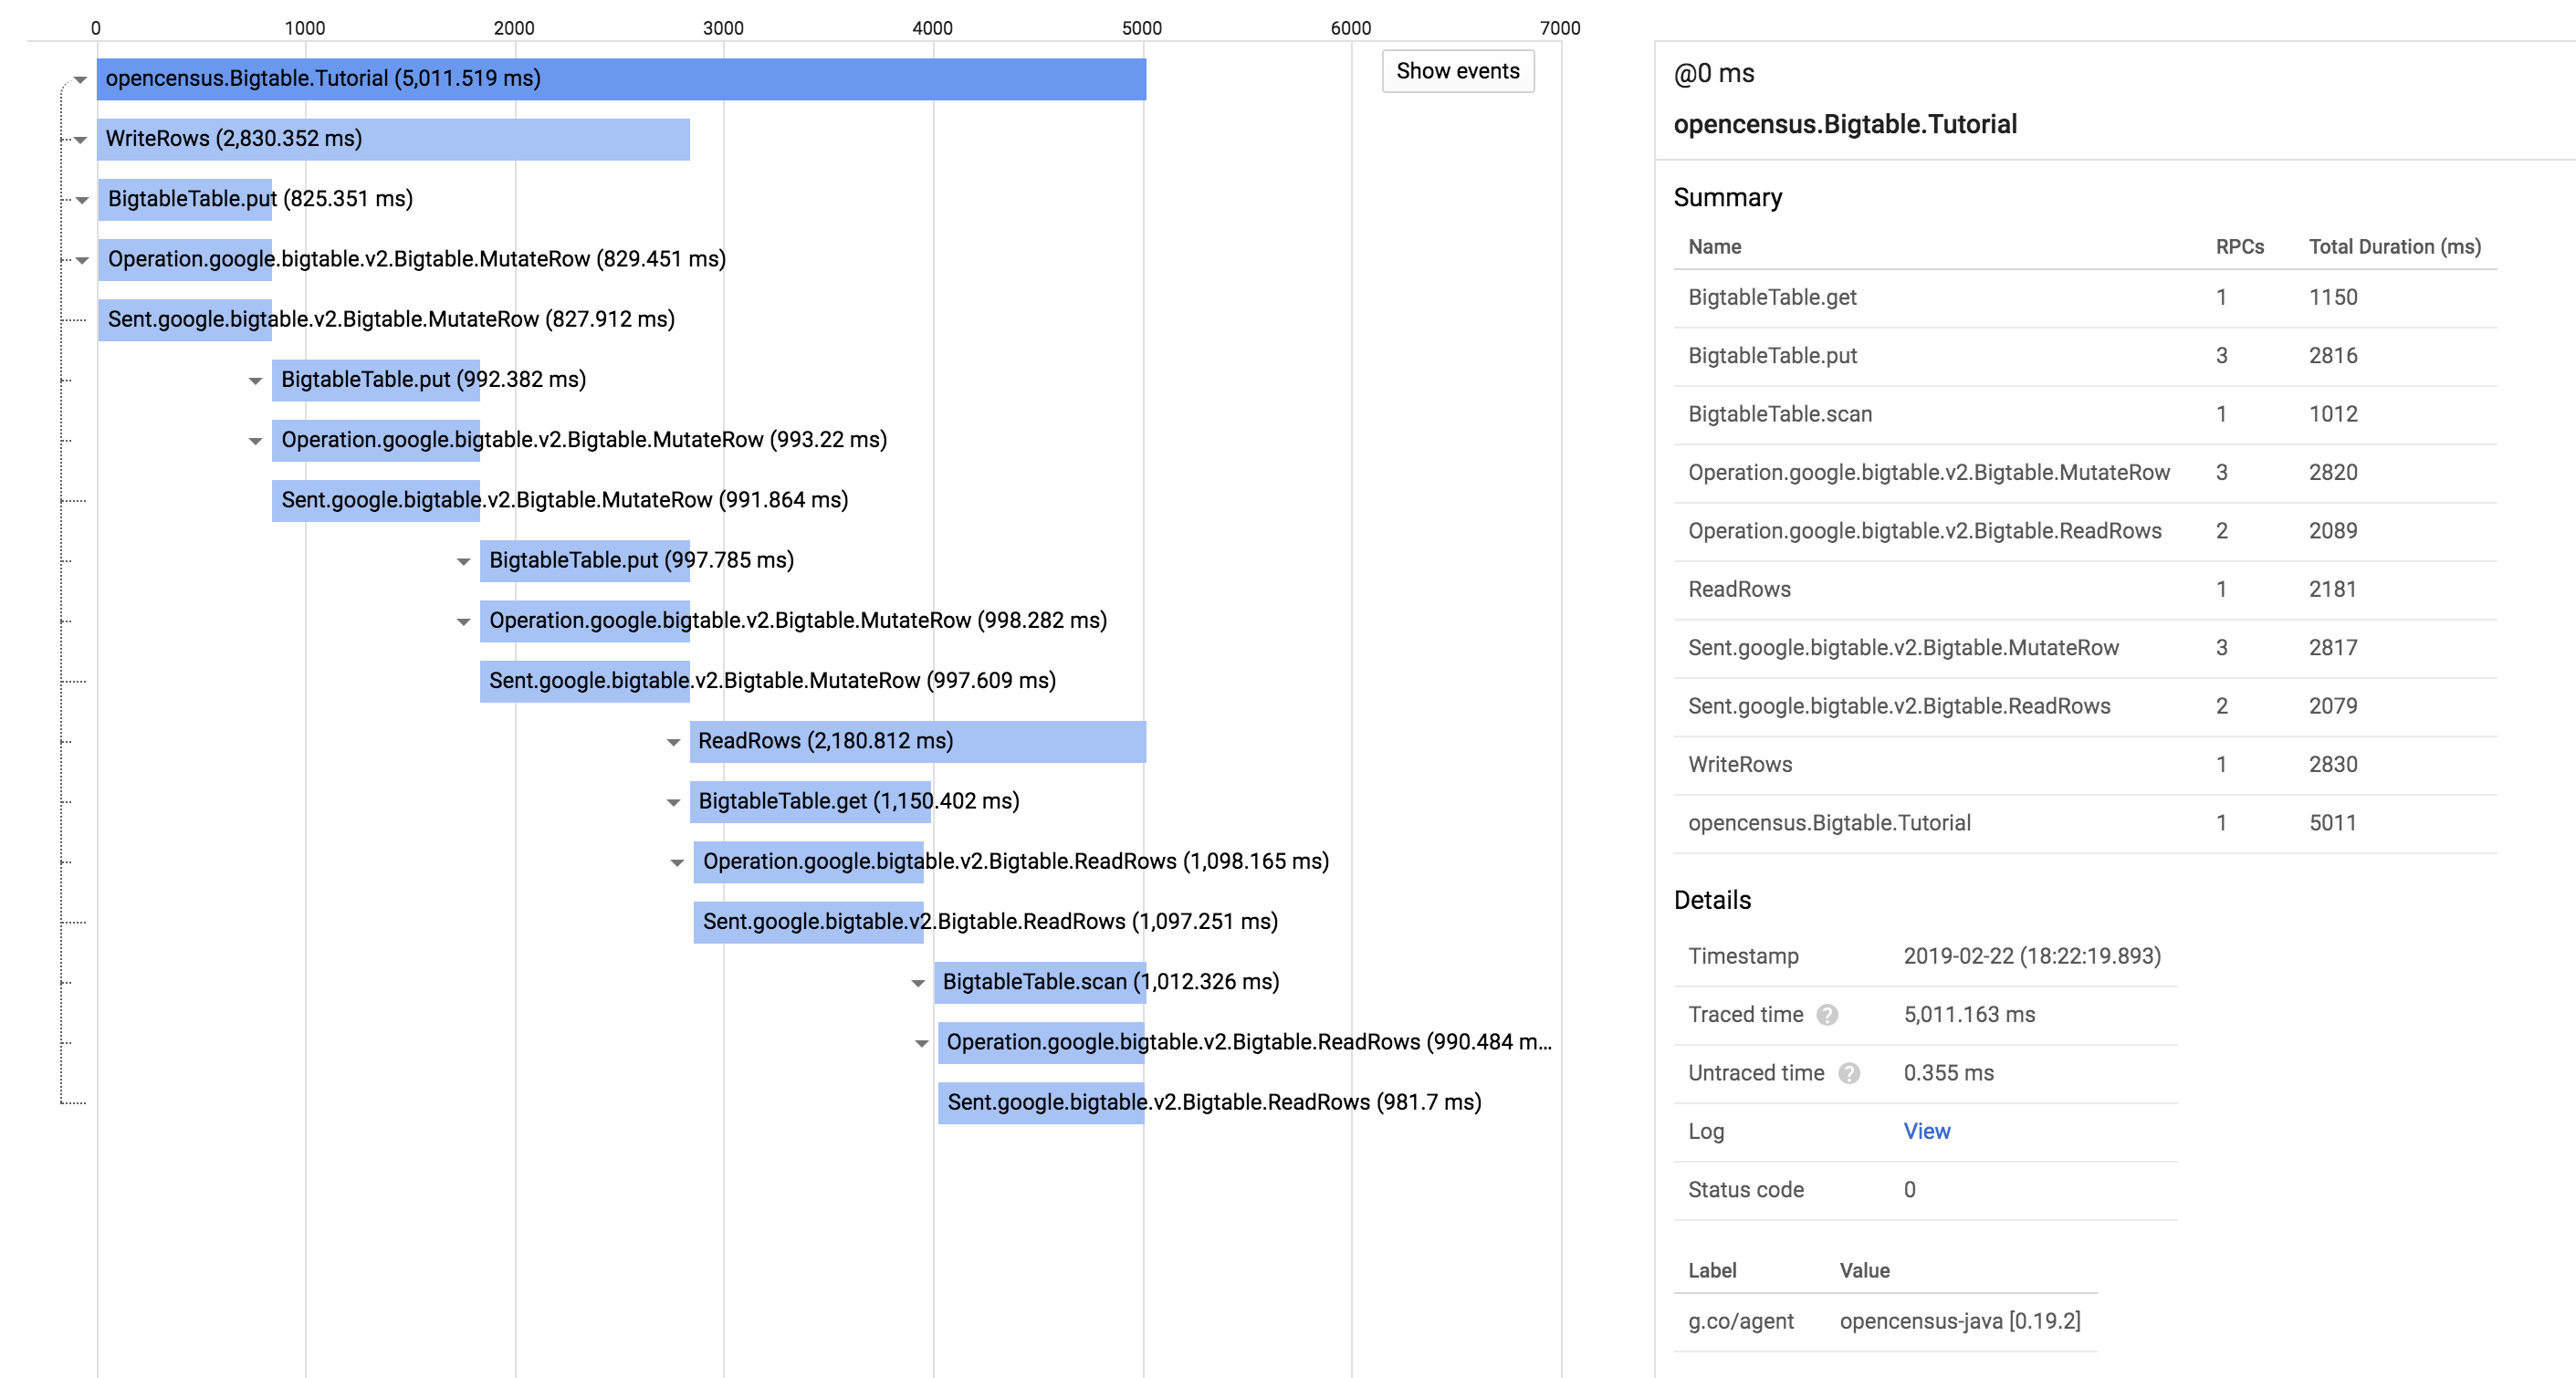 0 1000 2000 3000 4000 5000 6000 7000
opencensus.Bigtable.Tutorial (5,011.519 ms)
Show events
WriteRows (2,830.352 ms)
BigtableTable.put (825.351 ms)
Operation.google.bigtable.v2.Bigtable.MutateRow (829.451 ms)
Sent.google.bigtable.v2.Bigtable.MutateRow (827.912 ms)
BigtableTable.put (992.382 ms)
Operation.google.bigtable.v2.Bigtable.MutateRow (993.22 ms)
Sent.google.bigtable.v2.Bigtable.MutateRow (991.864 ms)
BigtableTable.put (997.785 ms)
Operation.google.bigtable.v2.Bigtable.MutateRow (998.282 ms)
Sent.google.bigtable.v2.Bigtable.MutateRow (997.609 ms)
ReadRows (2,180.812 ms)
BigtableTable.get (1,150.402 ms)
Operation.google.bigtable.v2.Bigtable.ReadRows (1,098.165 ms)
Sent.google.bigtable.v2.Bigtable.ReadRows (1,097.251 ms)
BigtableTable.scan (1,012.326 ms)
Operation.google.bigtable.v2.Bigtable.ReadRows (990.484 m...
Sent.google.bigtable.v2.Bigtable.ReadRows (981.7 ms)
@0 ms
opencensus.Bigtable.Tutorial
Summary
Name RPCs Total Duration (ms)
BigtableTable.get 1 1150
BigtableTable.put 3 2816
BigtableTable.scan 1 1012
Operation.google.bigtable.v2.Bigtable.MutateRow 3 2820
Operation.google.bigtable.v2.Bigtable.ReadRows 2 2089
ReadRows 1 2181
Sent.google.bigtable.v2.Bigtable.MutateRow 3 2817
Sent.google.bigtable.v2.Bigtable.ReadRows 2 2079
WriteRows 1 2830
opencensus.Bigtable.Tutorial 1 5011
Details
Timestamp 2019-02-22 (18:22:19.893)
Traced time ? 5,011.163 ms
Untraced time ? 0.355 ms
Log View
Status code 0
Label Value
g.co/agent opencensus-java [0.19.2]